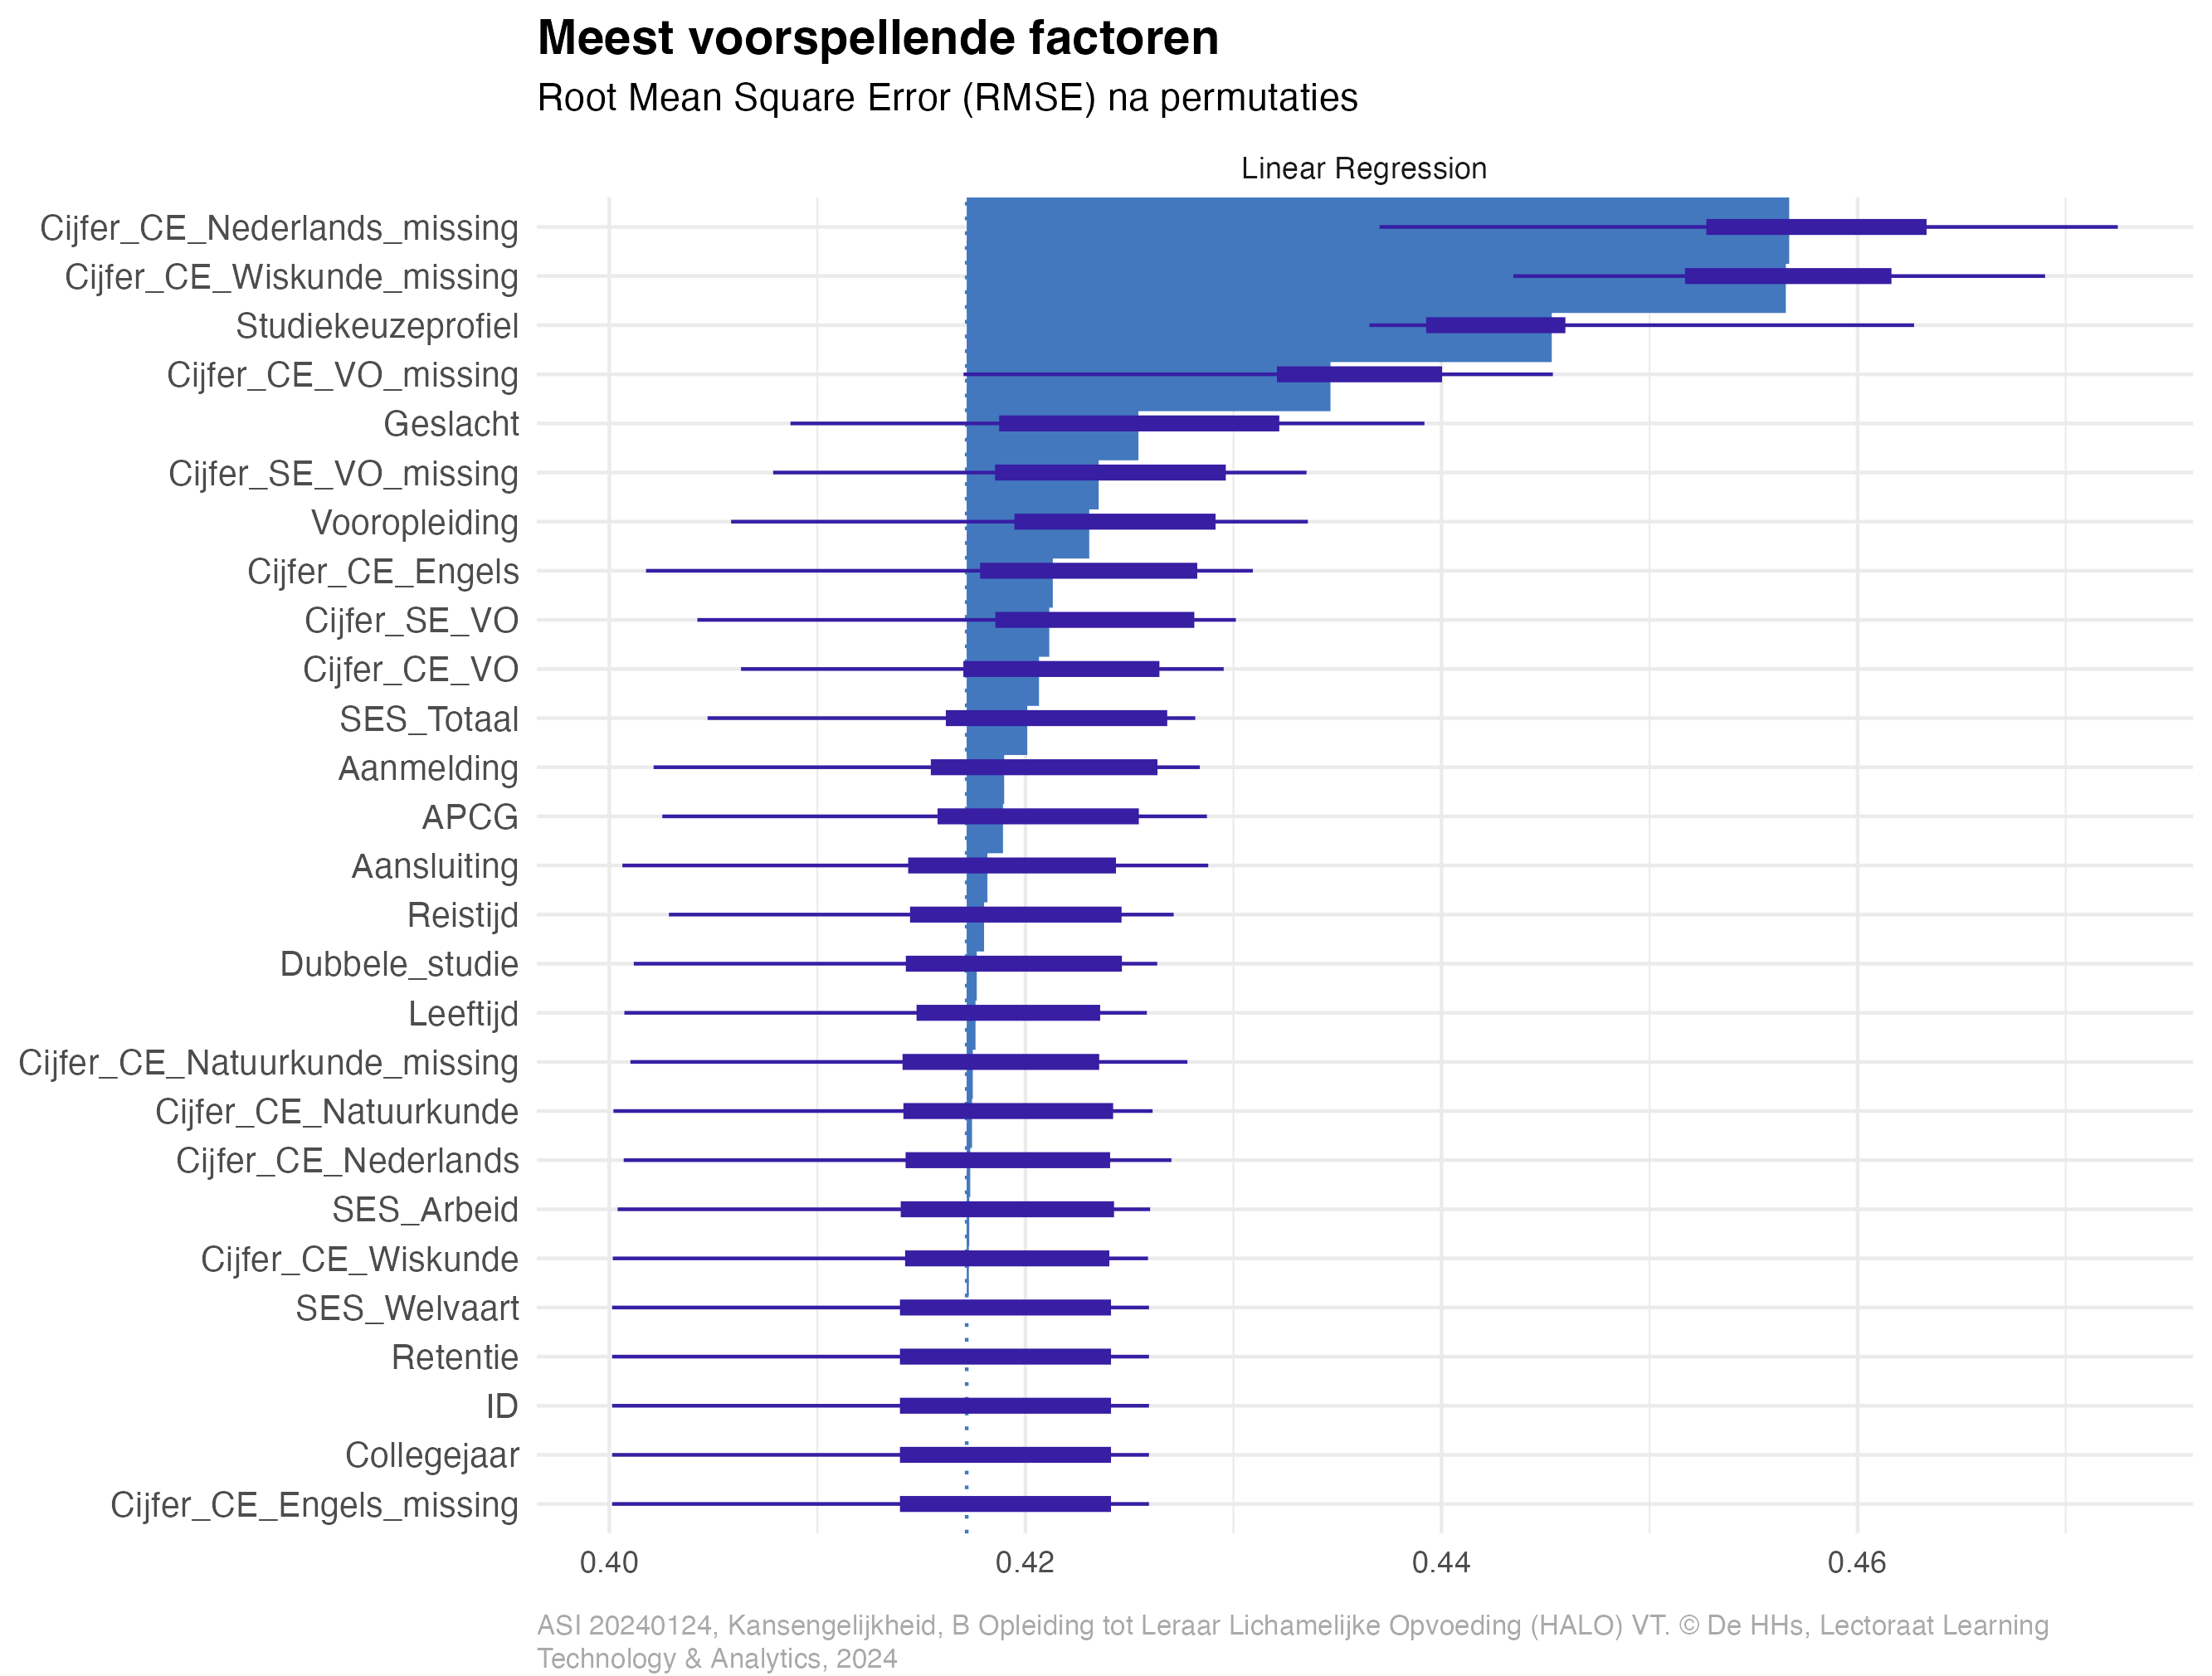 Meest voorspellende factoren
Root Mean Square Error (RMSE) na permutaties
Linear Regression
Cijfer_CE_Nederlands_missing
Cijfer_CE_Wiskunde_missing
Studiekeuzeprofiel
Cijfer_CE_VO_missing
Geslacht
Cijfer_SE_VO_missing
Vooropleiding
Cijfer_CE_Engels
Cijfer_SE_VO
Cijfer_CE_VO
SES_Totaal
Aanmelding
APCG
Aansluiting
Reistijd
Dubbele_studie
Leeftijd
Cijfer_CE_Natuurkunde_missing
Cijfer_CE_Natuurkunde
Cijfer_CE_Nederlands
SES_Arbeid
Cijfer_CE_Wiskunde
SES_Welvaart
Retentie
ID
Collegejaar
Cijfer_CE_Engels_missing
0.40 0.42 0.44 0.46
ASI 20240124, Kansengelijkheid, B Opleiding tot Leraar Lichamelijke Opvoeding (HALO) VT. © De HHs, Lectoraat Learning
Technology & Analytics, 2024